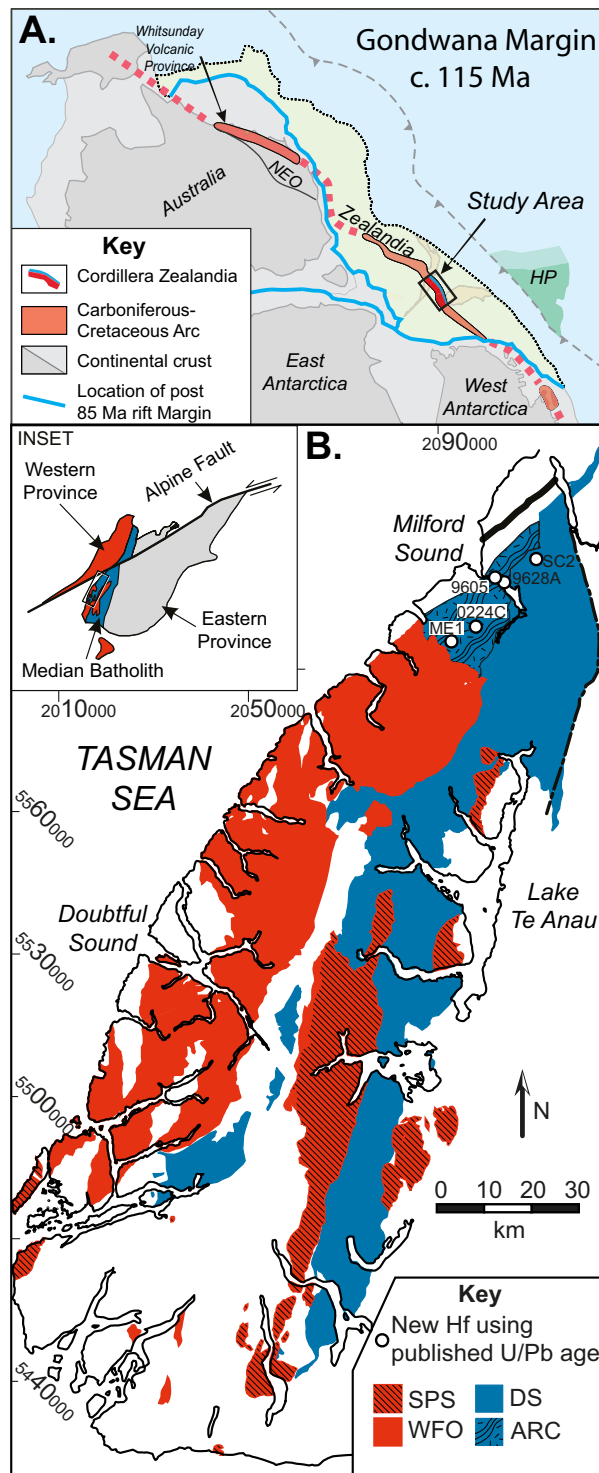 A.
Whitsunday
Volcanic
Province
Gondwana Margin
c. 115 Ma
Australia
NEO
Zealandia
Study Area
HP
East
Antarctica
West
Antarctica
Key
Cordillera Zealandia
Carboniferous-
Cretaceous Arc
Continental crust
Location of post
85 Ma rift Margin
INSET
Western
Province
Alpine Fault
Eastern
Province
Median Batholith
B.
2090000
Milford
Sound
SC2
9605
9628A
0224C
ME1
2010000
2050000
TASMAN
SEA
5560000
Doubtful
Sound
Lake
Te Anau
5530000
5500000
N
0 10 20 30
km
5440000
Key
New Hf using
published U/Pb age
SPS
DS
WFO
ARC